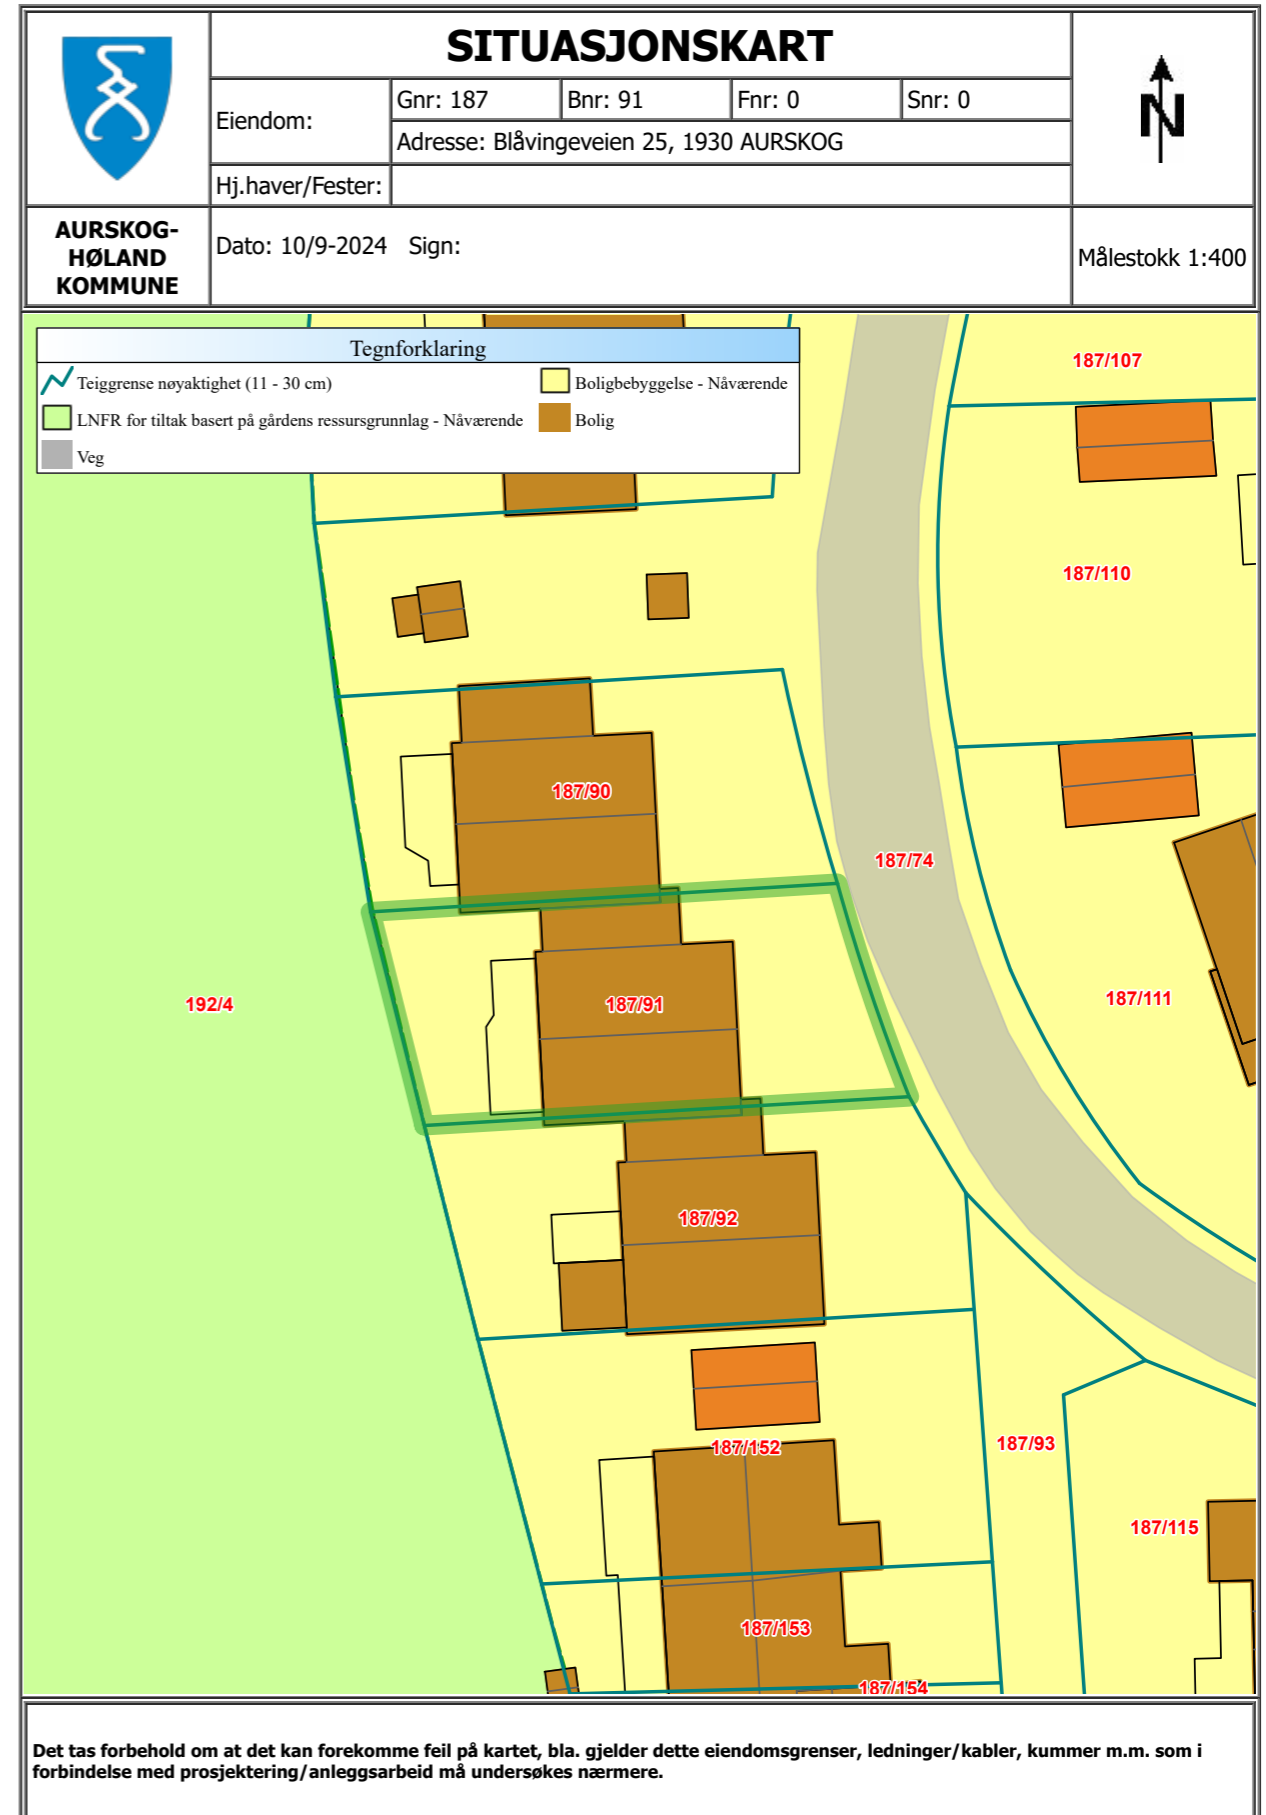 SITUASJONSKART
Eiendom:
Gnr: 187
Bnr: 91
Fnr: 0
Snr: 0
Adresse: Blåvingeveien 25, 1930 AURSKOG
Hj.haver/Fester:
N
AURSKOG-
HØLAND
KOMMUNE
Dato: 10/9-2024 Sign:
Målestokk 1:400
Tegnforklaring
Teiggrense nøyaktighet (11 - 30 cm)
Boligbebyggelse - Nåværende
LNFR for tiltak basert på gårdens ressursgrunnlag - Nåværende
Bolig
Veg
187/107
187/110
187/90
187/74
192/4
187/91
187/111
187/92
187/152
187/93
187/115
187/153
187/154
Det tas forbehold om at det kan forekomme feil på kartet, bla. gjelder dette eiendomsgrenser, ledninger/kabler, kummer m.m. som i
forbindelse med prosjektering/anleggsarbeid må undersøkes nærmere.